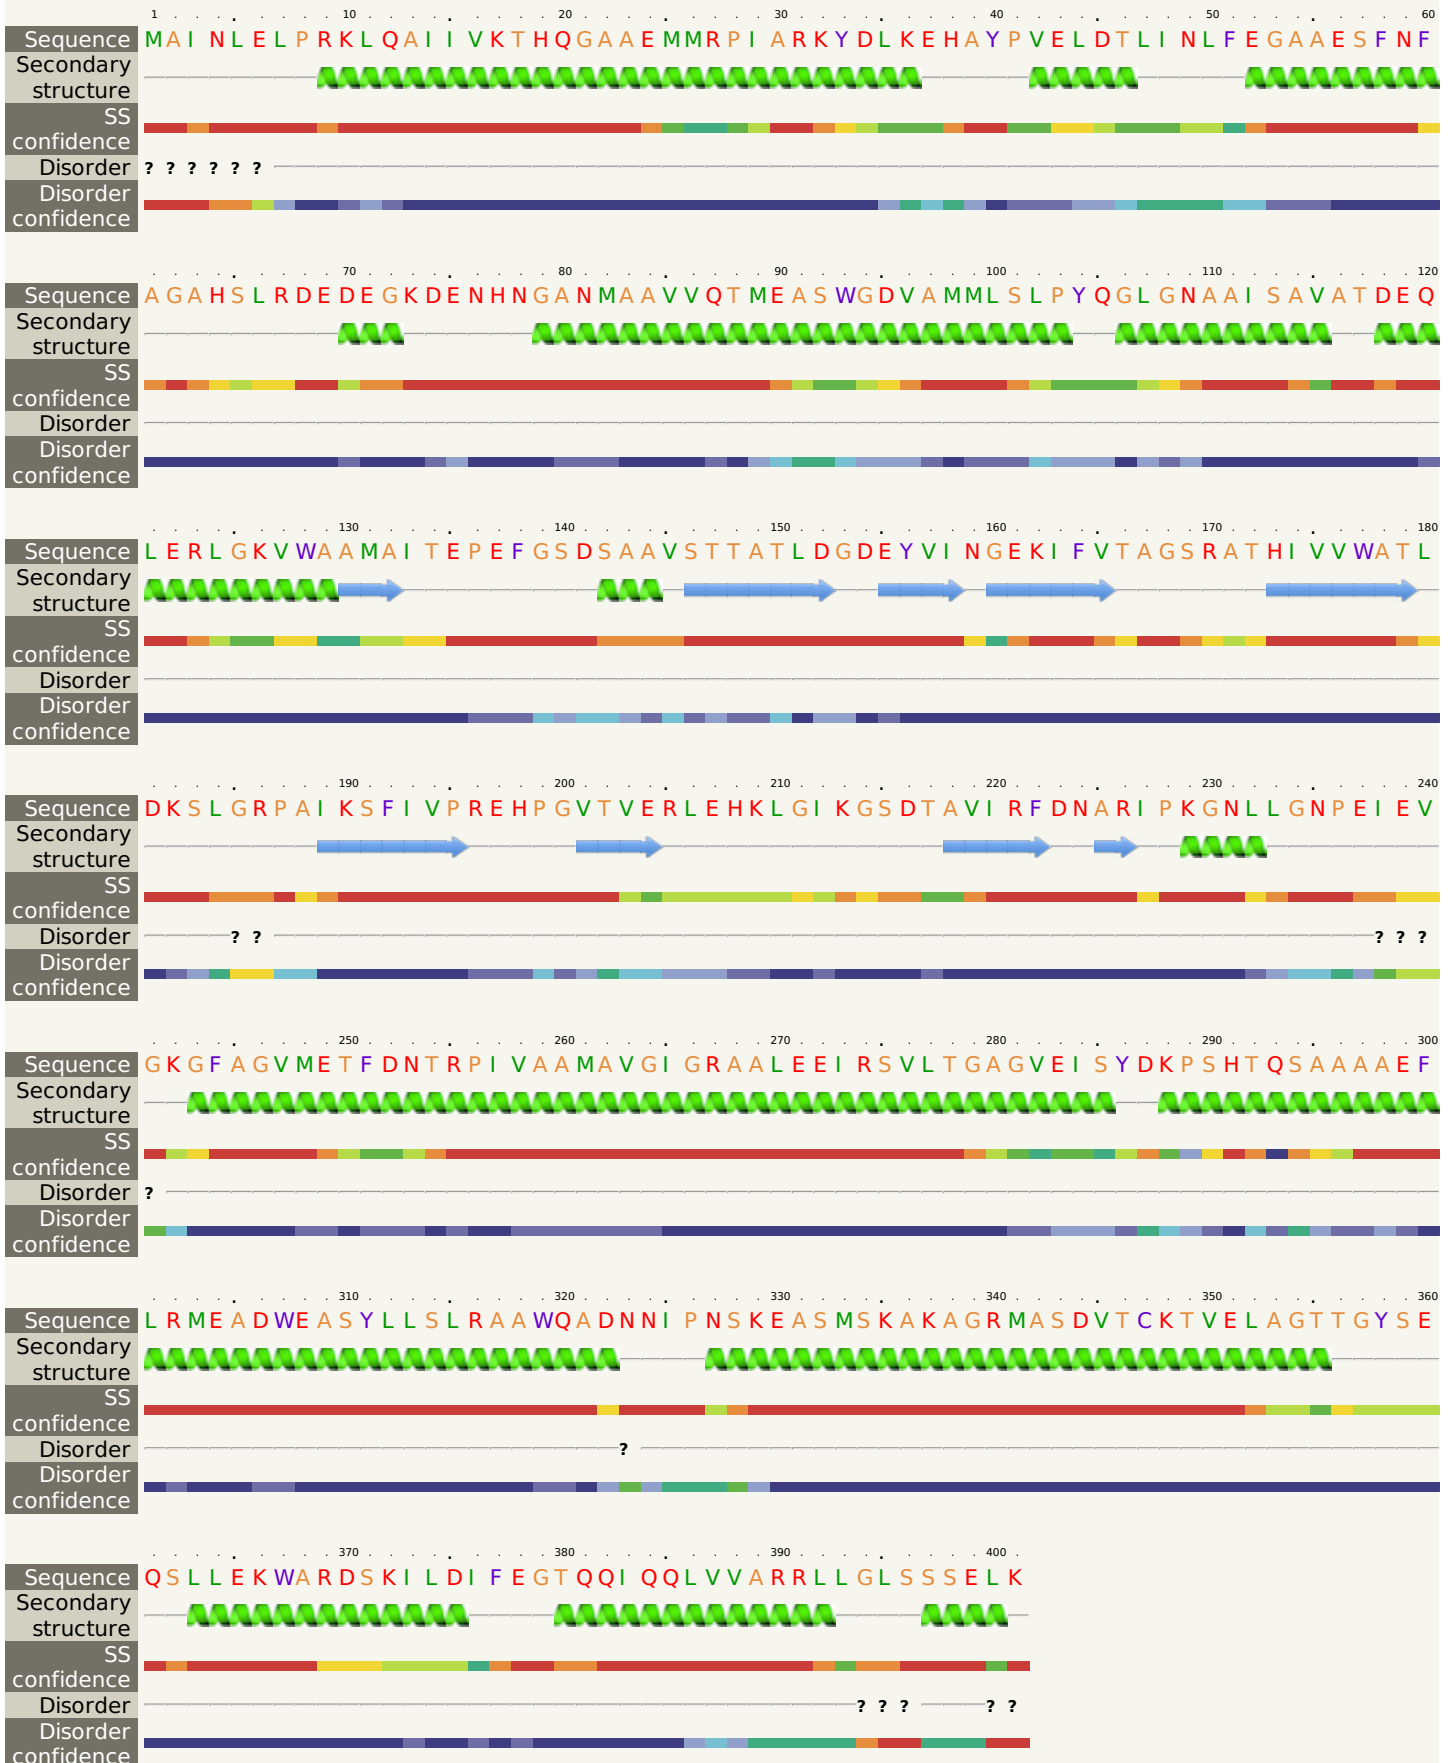 1 10 20 30 40 50 60
Sequence MAINLELPRKLQAIIVKTHQGAAEMMRPIARKYDLKEHAYPVELDTLINLFEGAAESFNF
Secondary
structure
SS
confidence
Disorder ? ? ? ? ? ?
Disorder
confidence
70 80 90 100 110 120
Sequence AGAHSLRDEDEGKDENHNGANMAAVVQTMEASWGDVAMMLSLPYQGLGNAAISAVATDEQ
Secondary
structure
SS
confidence
Disorder
Disorder
confidence
130 140 150 160 170 180
Sequence LERLGKVWAAMAITEPEFGSDSAAVSTTATLDGDEYVINGEKIFVTAGSRATHIVVWATL
Secondary
structure
SS
confidence
Disorder
Disorder
confidence
190 200 210 220 230 240
Sequence DKSLGRPAIKSFIVPREHPGVTVERLEHKLGIKGSDTAVIRFDNARIPKGNLLGNPEIEV
Secondary
structure
SS
confidence
Disorder ? ? ? ? ?
Disorder
confidence
250 260 270 280 290 300
Sequence GKGFAGVMETFDNTRPIVAAMAVGIGRAALEEIRSVLTGAGVEISYDKPSHTQSAAAAEF
Secondary
structure
SS
confidence
Disorder ?
Disorder
confidence
310 320 330 340 350 360
Sequence LRMEADWEASYLLSLRAAWQADNNIPNSKEASMSKAKAGRMASDVTCKTVELAGTTGYSE
Secondary
structure
SS
confidence
Disorder ?
Disorder
confidence
370 380 390 400
Sequence QSLLEKWARDSKILDIFEGTQQIQQLVVARRLLGLSSSELK
Secondary
structure
SS
confidence
Disorder ? ? ? ? ?
Disorder
confidence